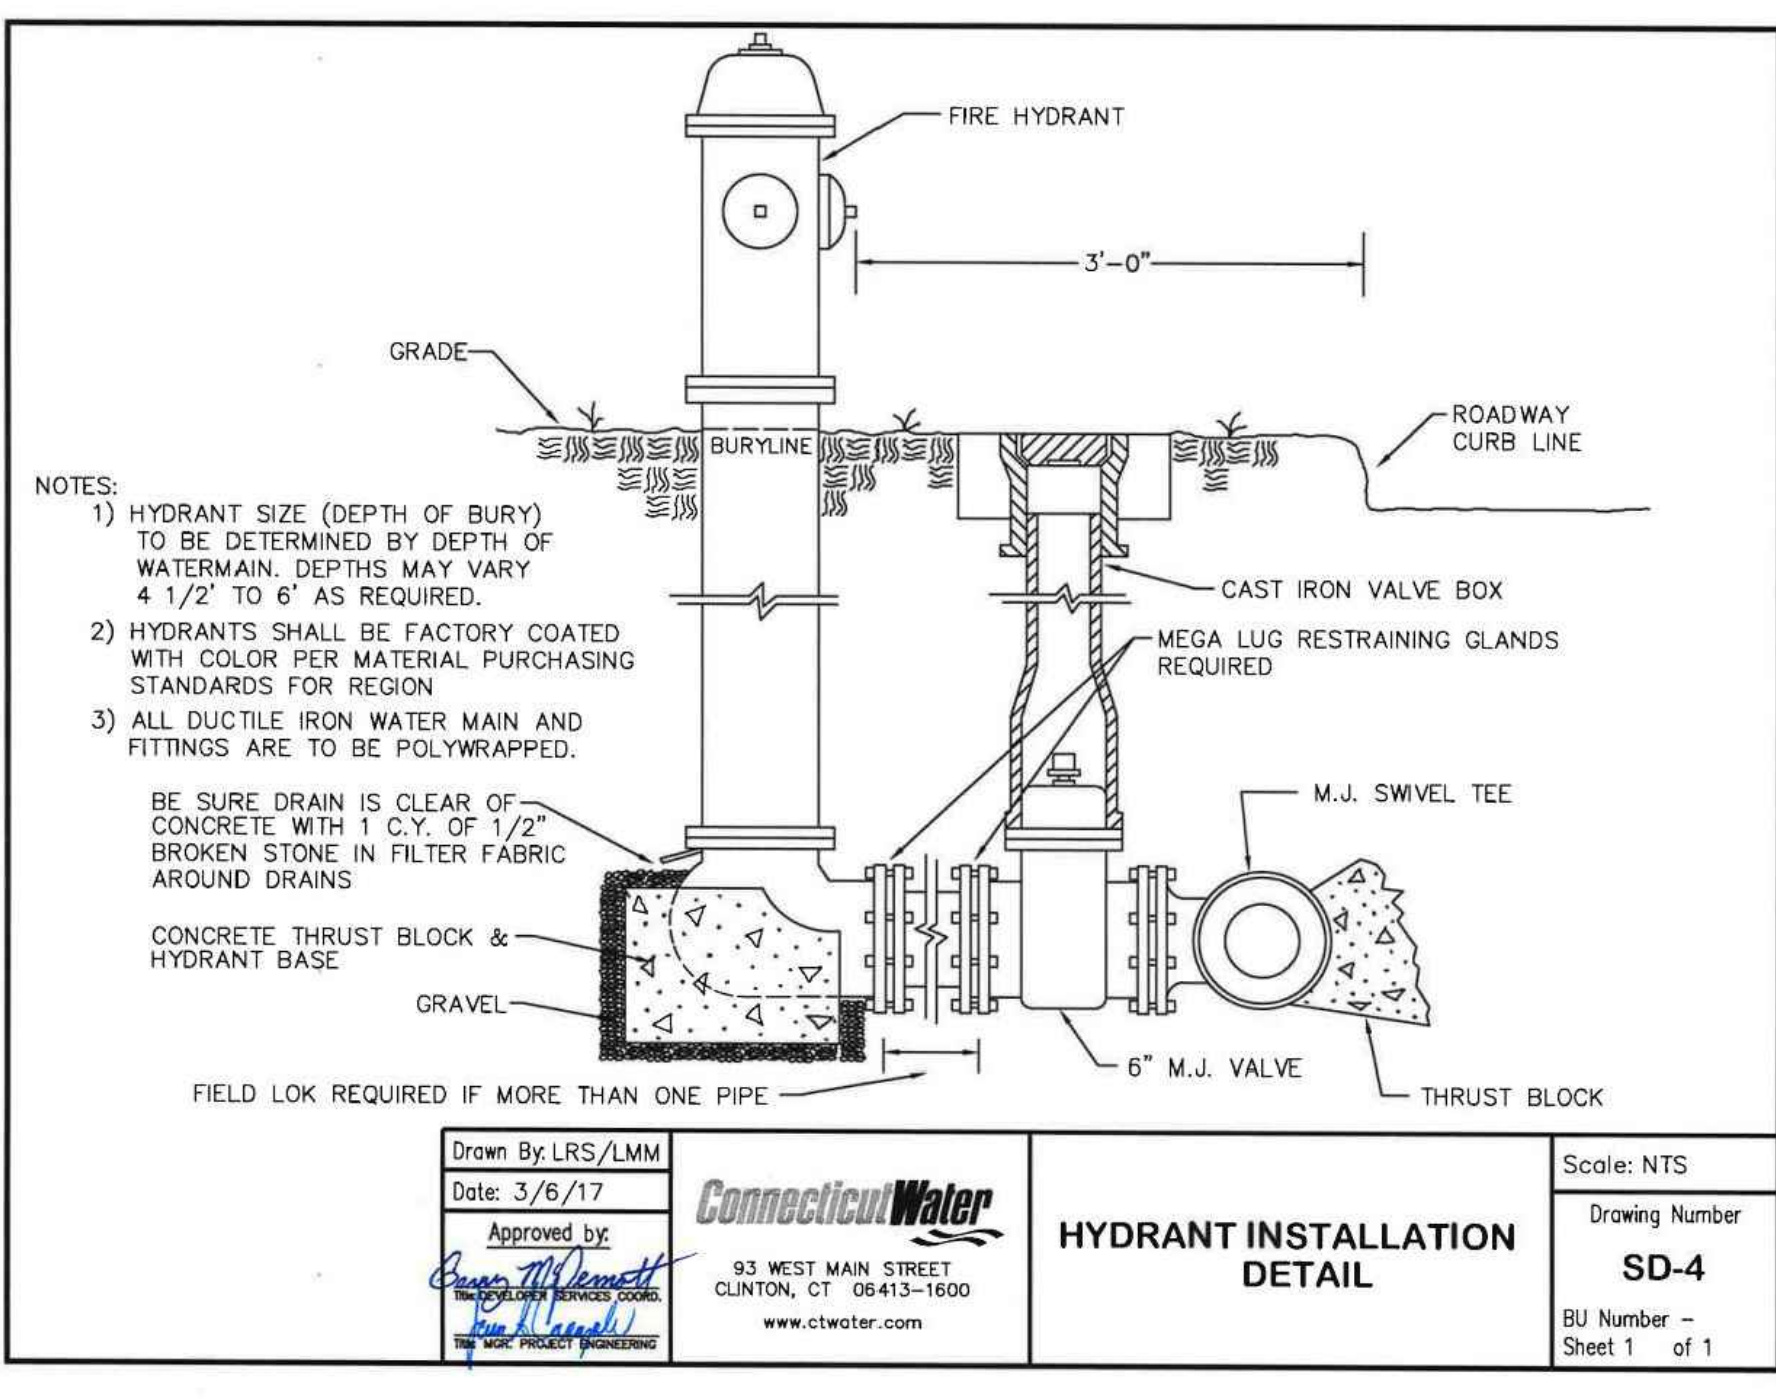 FIRE HYDRANT
3'-0"
GRADE
ROADWAY
CURB LINE
BURYLINE
NOTES:
1) HYDRANT SIZE (DEPTH OF BURY)
TO BE DETERMINED BY DEPTH OF
WATERMAIN. DEPTHS MAY VARY
4 1/2' TO 6' AS REQUIRED.
2) HYDRANTS SHALL BE FACTORY COATED
WITH COLOR PER MATERIAL PURCHASING
STANDARDS FOR REGION
3) ALL DUCTILE IRON WATER MAIN AND
FITTINGS ARE TO BE POLYWRAPPED.
CAST IRON VALVE BOX
MEGA LUG RESTRAINING GLANDS
REQUIRED
BE SURE DRAIN IS CLEAR OF
CONCRETE WITH 1 C.Y. OF 1/2"
BROKEN STONE IN FILTER FABRIC
AROUND DRAINS
M.J. SWIVEL TEE
CONCRETE THRUST BLOCK &
HYDRANT BASE
GRAVEL
6" M.J. VALVE
FIELD LOK REQUIRED IF MORE THAN ONE PIPE
THRUST BLOCK
Drawn By: LRS/LMM
Date: 3/6/17
Approved by:
Barry McDermott
Title: DEVELOPER SERVICES COORD.
Title: MGR. PROJECT ENGINEERING
ConnecticutWater
93 WEST MAIN STREET
CLINTON, CT 06413-1600
www.ctwater.com
HYDRANT INSTALLATION
DETAIL
Scale: NTS
Drawing Number
SD-4
BU Number -
Sheet 1 of 1